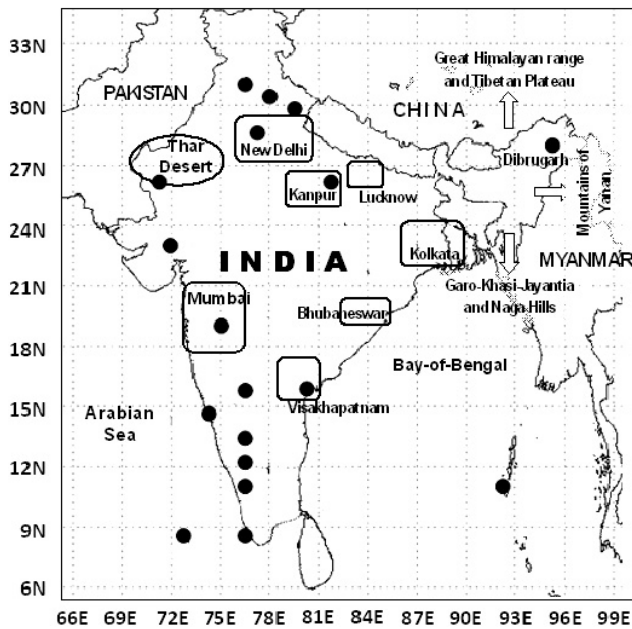 33N
Great Himalayan range
and Tibetan Plateau
PAKISTAN
CHINA
30N
Thar
Desert
New Delhi
Dibrugarh
Mountains of
Yanan,
27N
Kanpur
Lucknow
24N
INDIA
Kolkata
MYANMAR
21N
Mumbai
Bhubaneswar
Garo-Khasi-Jayantia
and Naga Hills
18N
Bay-of-Bengal
Visakhapatnam
15N
Arabian
Sea
12N
9N
6N
66E 69E 72E 75E 78E 81E 84E 87E 90E 93E 96E 99E